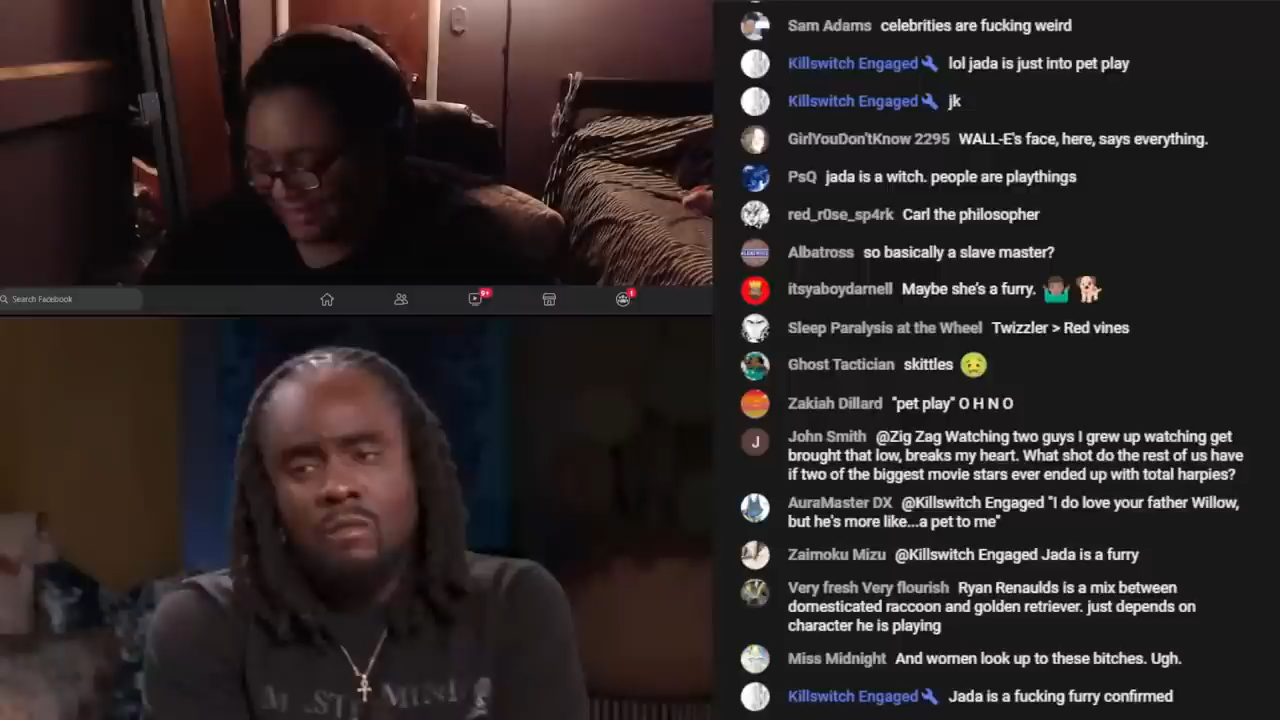 Search Facebook
9+
1
M STE MIND
Sam Adams celebrities are fucking weird
Killswitch Engaged lol jada is just into pet play
Killswitch Engaged jk
GirlYouDon'tKnow 2295 WALL-E's face, here, says everything.
PsQ jada is a witch. people are playthings
red_r0se_sp4rk Carl the philosopher
Albatross so basically a slave master?
itsyaboydarnell Maybe she's a furry.
Sleep Paralysis at the Wheel Twizzler > Red vines
Ghost Tactician skittles
Zakiah Dillard "pet play" O H N O
J
John Smith @Zig Zag Watching two guys I grew up watching get
brought that low, breaks my heart. What shot do the rest of us have
if two of the biggest movie stars ever ended up with total harpies?
AuraMaster DX @Killswitch Engaged "I do love your father Willow,
but he's more like...a pet to me"
Zaimoku Mizu @Killswitch Engaged Jada is a furry
Very fresh Very flourish Ryan Renaulds is a mix between
domesticated raccoon and golden retriever. just depends on
character he is playing
Miss Midnight And women look up to these bitches. Ugh.
Killswitch Engaged Jada is a fucking furry confirmed